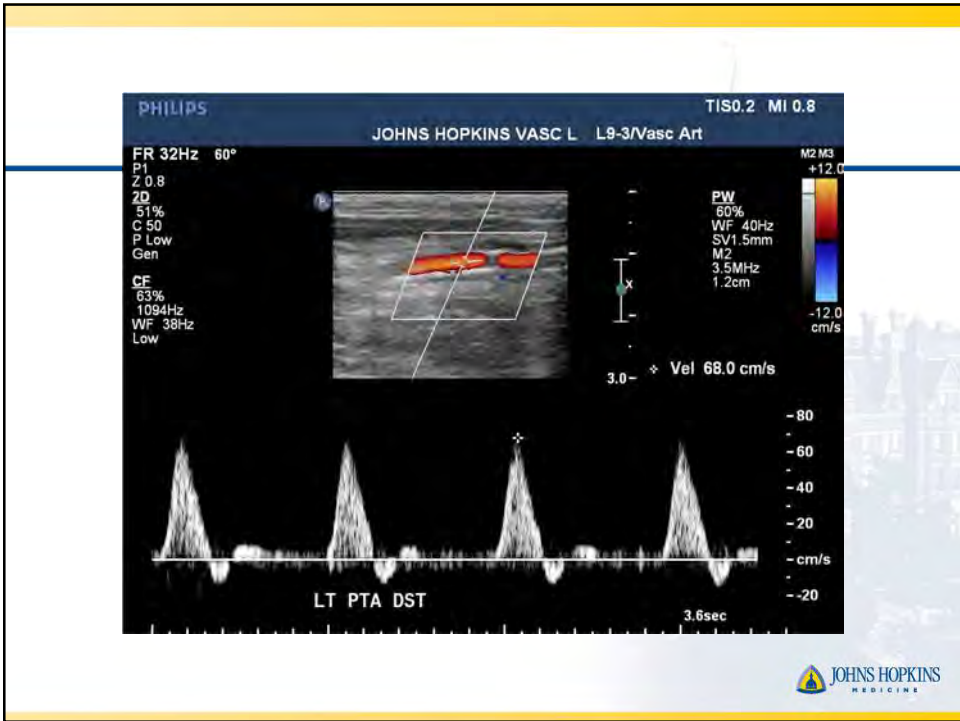 PHILIPS
TIS0.2 MI 0.8
JOHNS HOPKINS VASC L L9-3/Vasc Art
FR 32Hz 60°
P1
Z 0.8
2D
51%
C 50
P Low
Gen
CF
63%
1094Hz
WF 38Hz
Low
M2 M3
+12.0
-12.0
cm/s
PW
60%
WF 40Hz
SV1.5mm
M2
3.5MHz
1.2cm
x
3.0
Vel 68.0 cm/s
80
60
40
20
cm/s
-20
LT PTA DST
3.6sec
JOHNS HOPKINS
MEDICINE